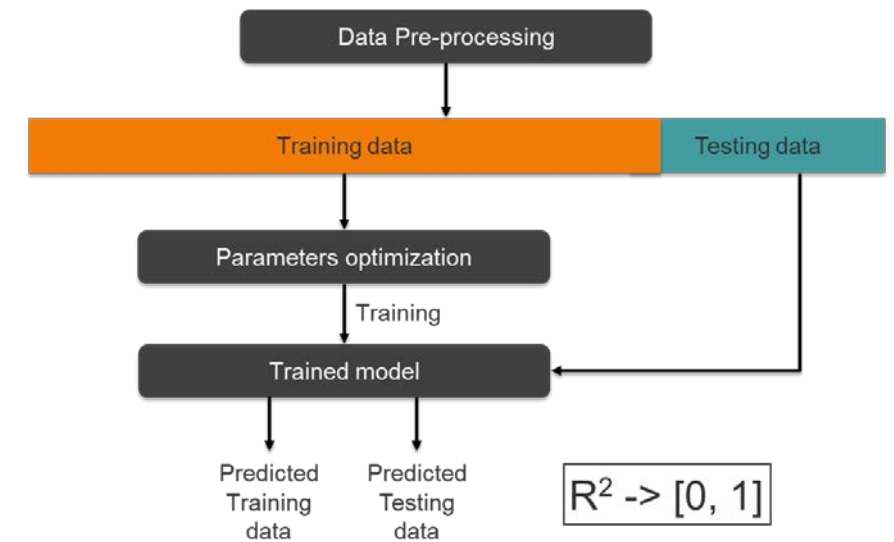 Data Pre-processing
Training data
Testing data
Parameters optimization
Training
Trained model
Predicted
Training
data
Predicted
Testing
data
R² -> [0, 1]